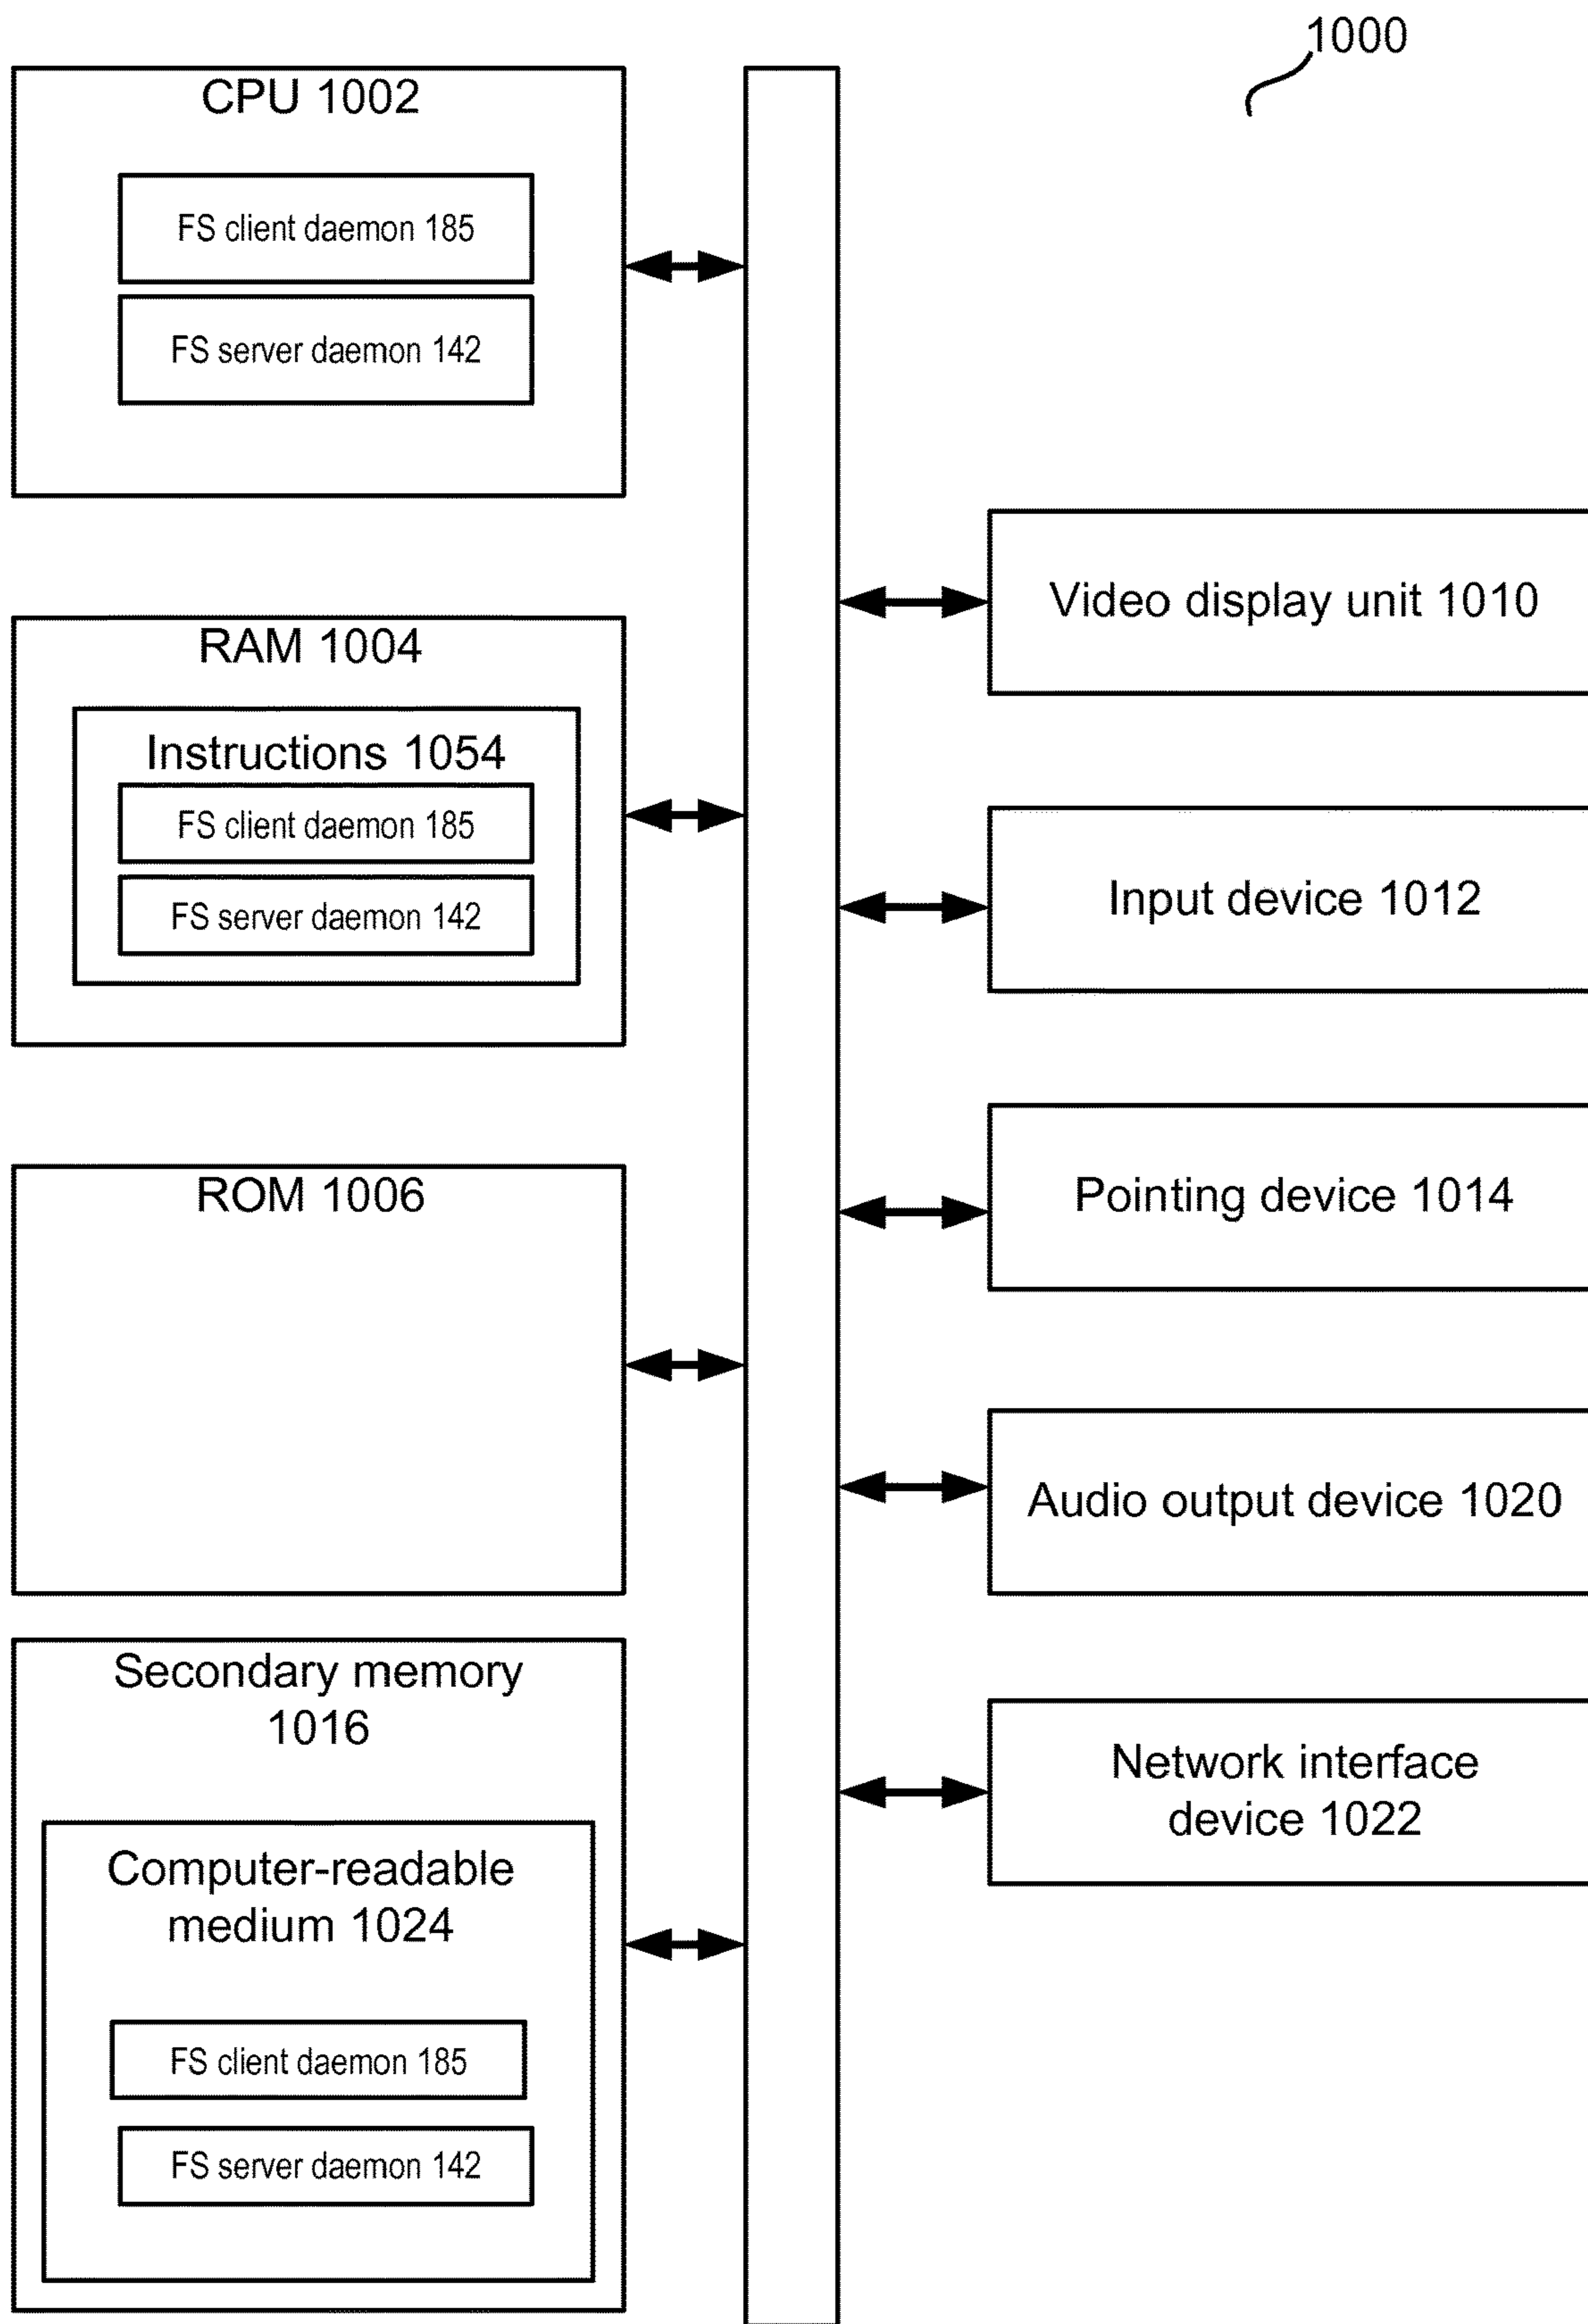 1000
CPU 1002
FS client daemon 185
FS server daemon 142
RAM 1004
Instructions 1054
FS client daemon 185
FS server daemon 142
ROM 1006
Secondary memory
1016
Computer-readable
medium 1024
FS client daemon 185
FS server daemon 142
Video display unit 1010
Input device 1012
Pointing device 1014
Audio output device 1020
Network interface
device 1022